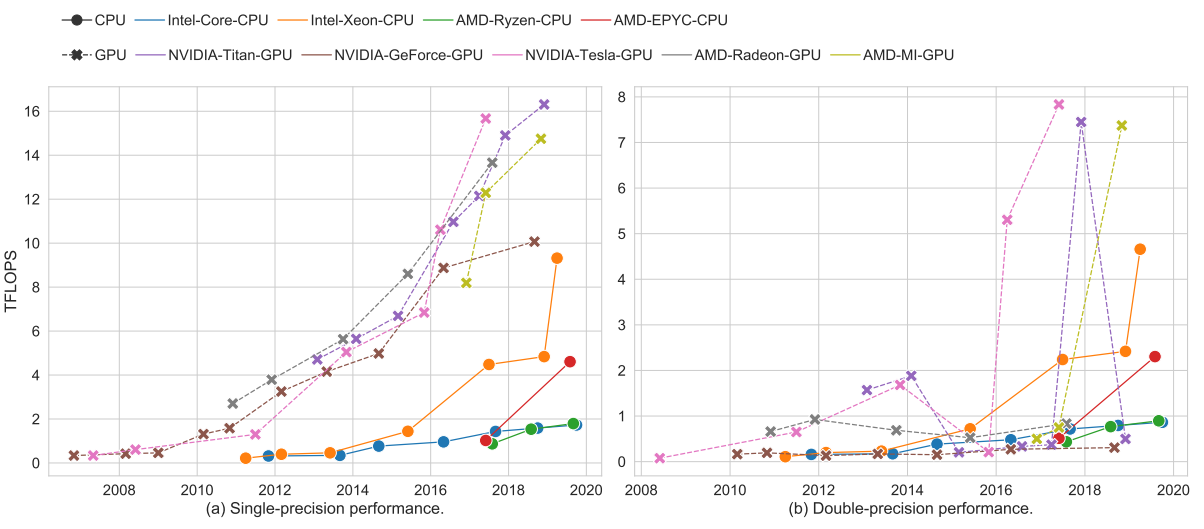 CPU Intel-Core-CPU Intel-Xeon-CPU AMD-Ryzen-CPU AMD-EPYC-CPU
GPU NVIDIA-Titan-GPU NVIDIA-GeForce-GPU NVIDIA-Tesla-GPU AMD-Radeon-GPU AMD-MI-GPU
TFLOPS
16
14
12
10
8
6
4
2
0
2008 2010 2012 2014 2016 2018 2020
(a) Single-precision performance.
8
7
6
5
4
3
2
1
0
2008 2010 2012 2014 2016 2018 2020
(b) Double-precision performance.